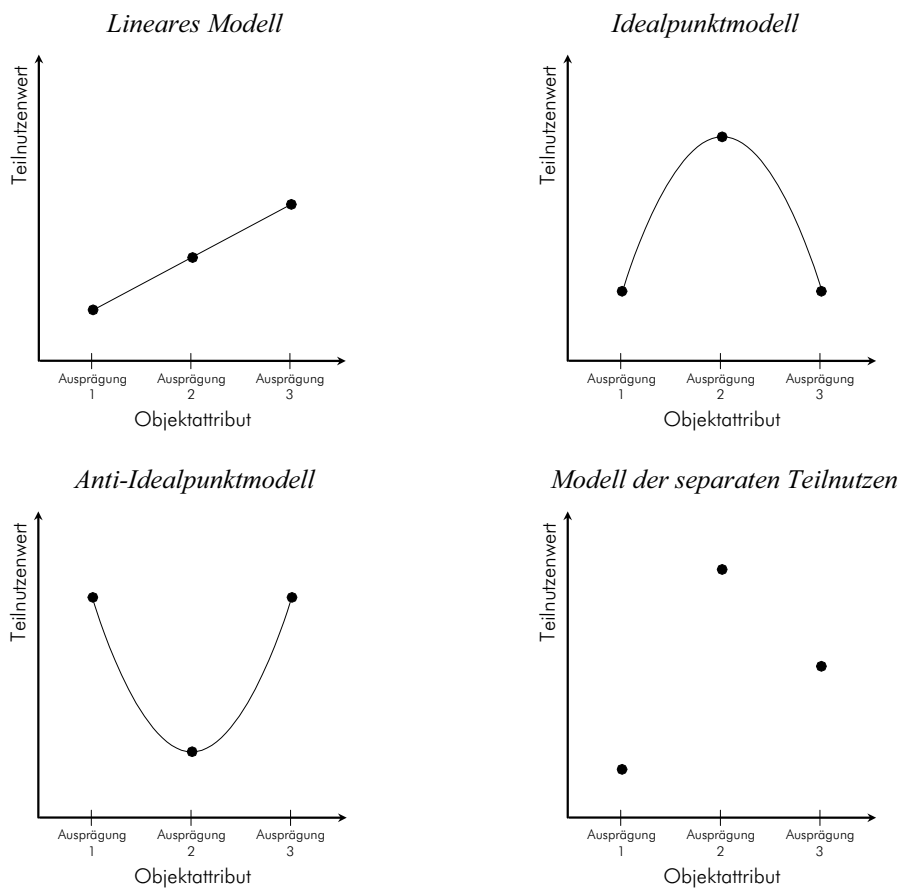 Lineares Modell
Teilnutzenwert
Ausprägung Ausprägung Ausprägung
1 2 3
Objektattribut
Idealpunktmodell
Teilnutzenwert
Ausprägung Ausprägung Ausprägung
1 2 3
Objektattribut
Anti-Idealpunktmodell
Teilnutzenwert
Ausprägung Ausprägung Ausprägung
1 2 3
Objektattribut
Modell der separaten Teilnutzen
Teilnutzenwert
Ausprägung Ausprägung Ausprägung
1 2 3
Objektattribut